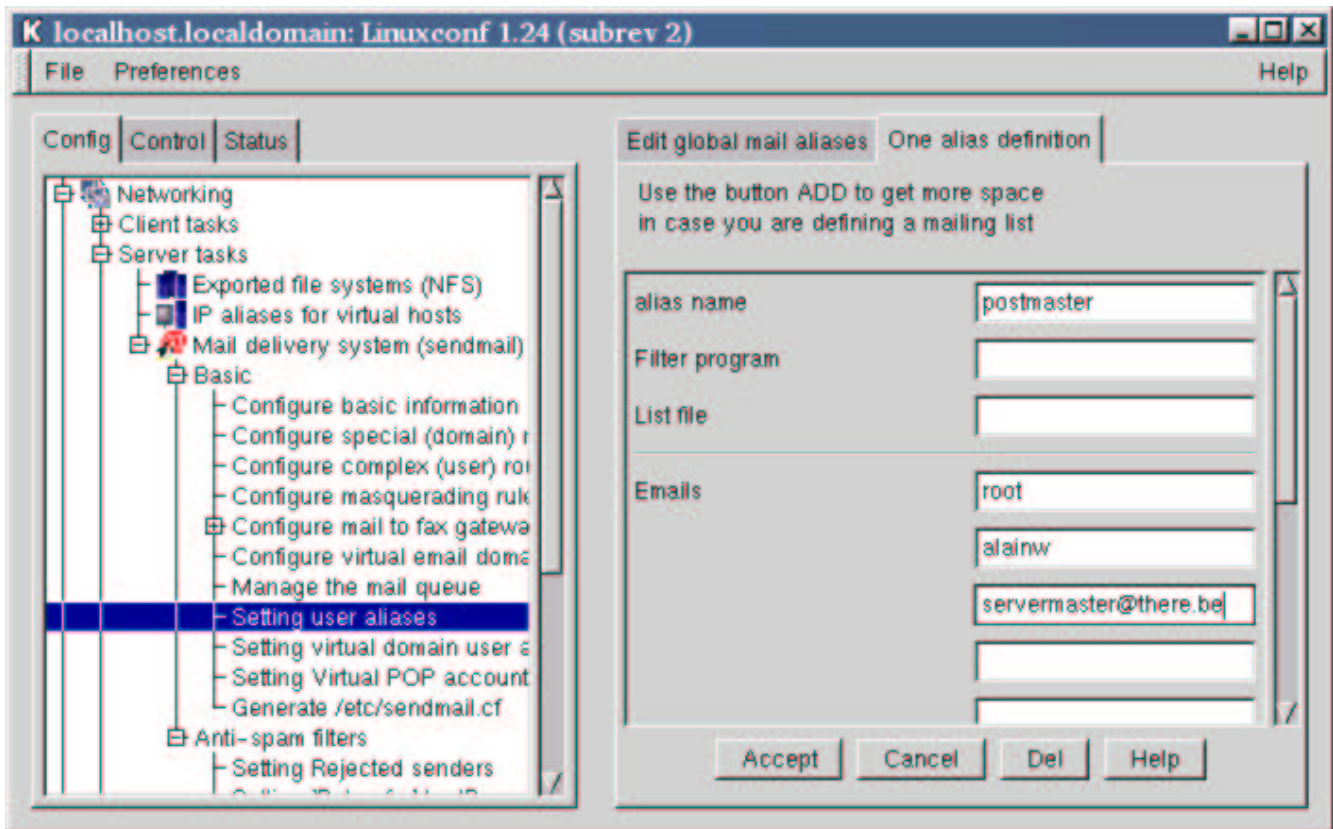 K localhost.localdomain: Linuxconf 1.24 (subrev 2)
File Preferences Help
Config Control Status
Networking
Client tasks
Server tasks
Exported file systems (NFS)
IP aliases for virtual hosts
Mail delivery system (sendmail)
Basic
Configure basic information
Configure special (domain) r
Configure complex (user) rou
Configure masquerading rule
Configure mail to fax gatewa
Configure virtual email doma
Manage the mail queue
Setting user aliases
Setting virtual domain user a
Setting Virtual POP account
Generate /etc/sendmail.cf
Anti-spam filters
Setting Rejected senders
Edit global mail aliases One alias definition
Use the button ADD to get more space
in case you are defining a mailing list
alias name postmaster
Filter program
List file
Emails root
alainw
servermaster@there.be
Accept Cancel Del Help